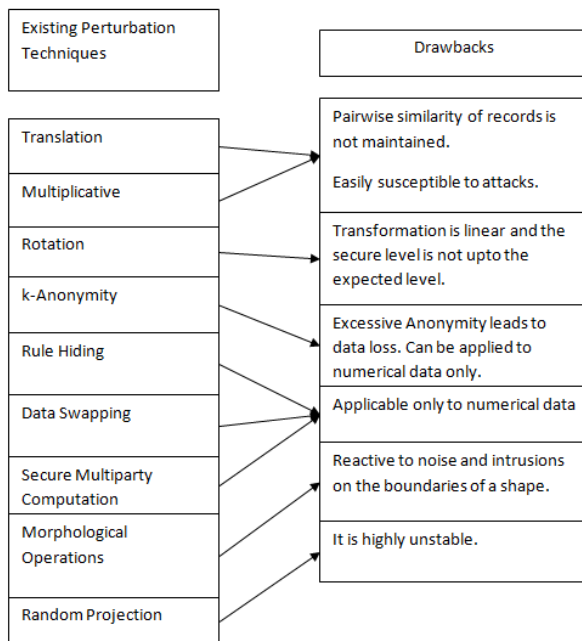 Existing Perturbation
Techniques
Drawbacks
Translation
Multiplicative
Rotation
k-Anonymity
Rule Hiding
Data Swapping
Secure Multiparty
Computation
Morphological
Operations
Random Projection
Pairwise similarity of records is
not maintained.
Easily susceptible to attacks.
Transformation is linear and the
secure level is not upto the
expected level.
Excessive Anonymity leads to
data loss. Can be applied to
numerical data only.
Applicable only to numerical data
Reactive to noise and intrusions
on the boundaries of a shape.
It is highly unstable.